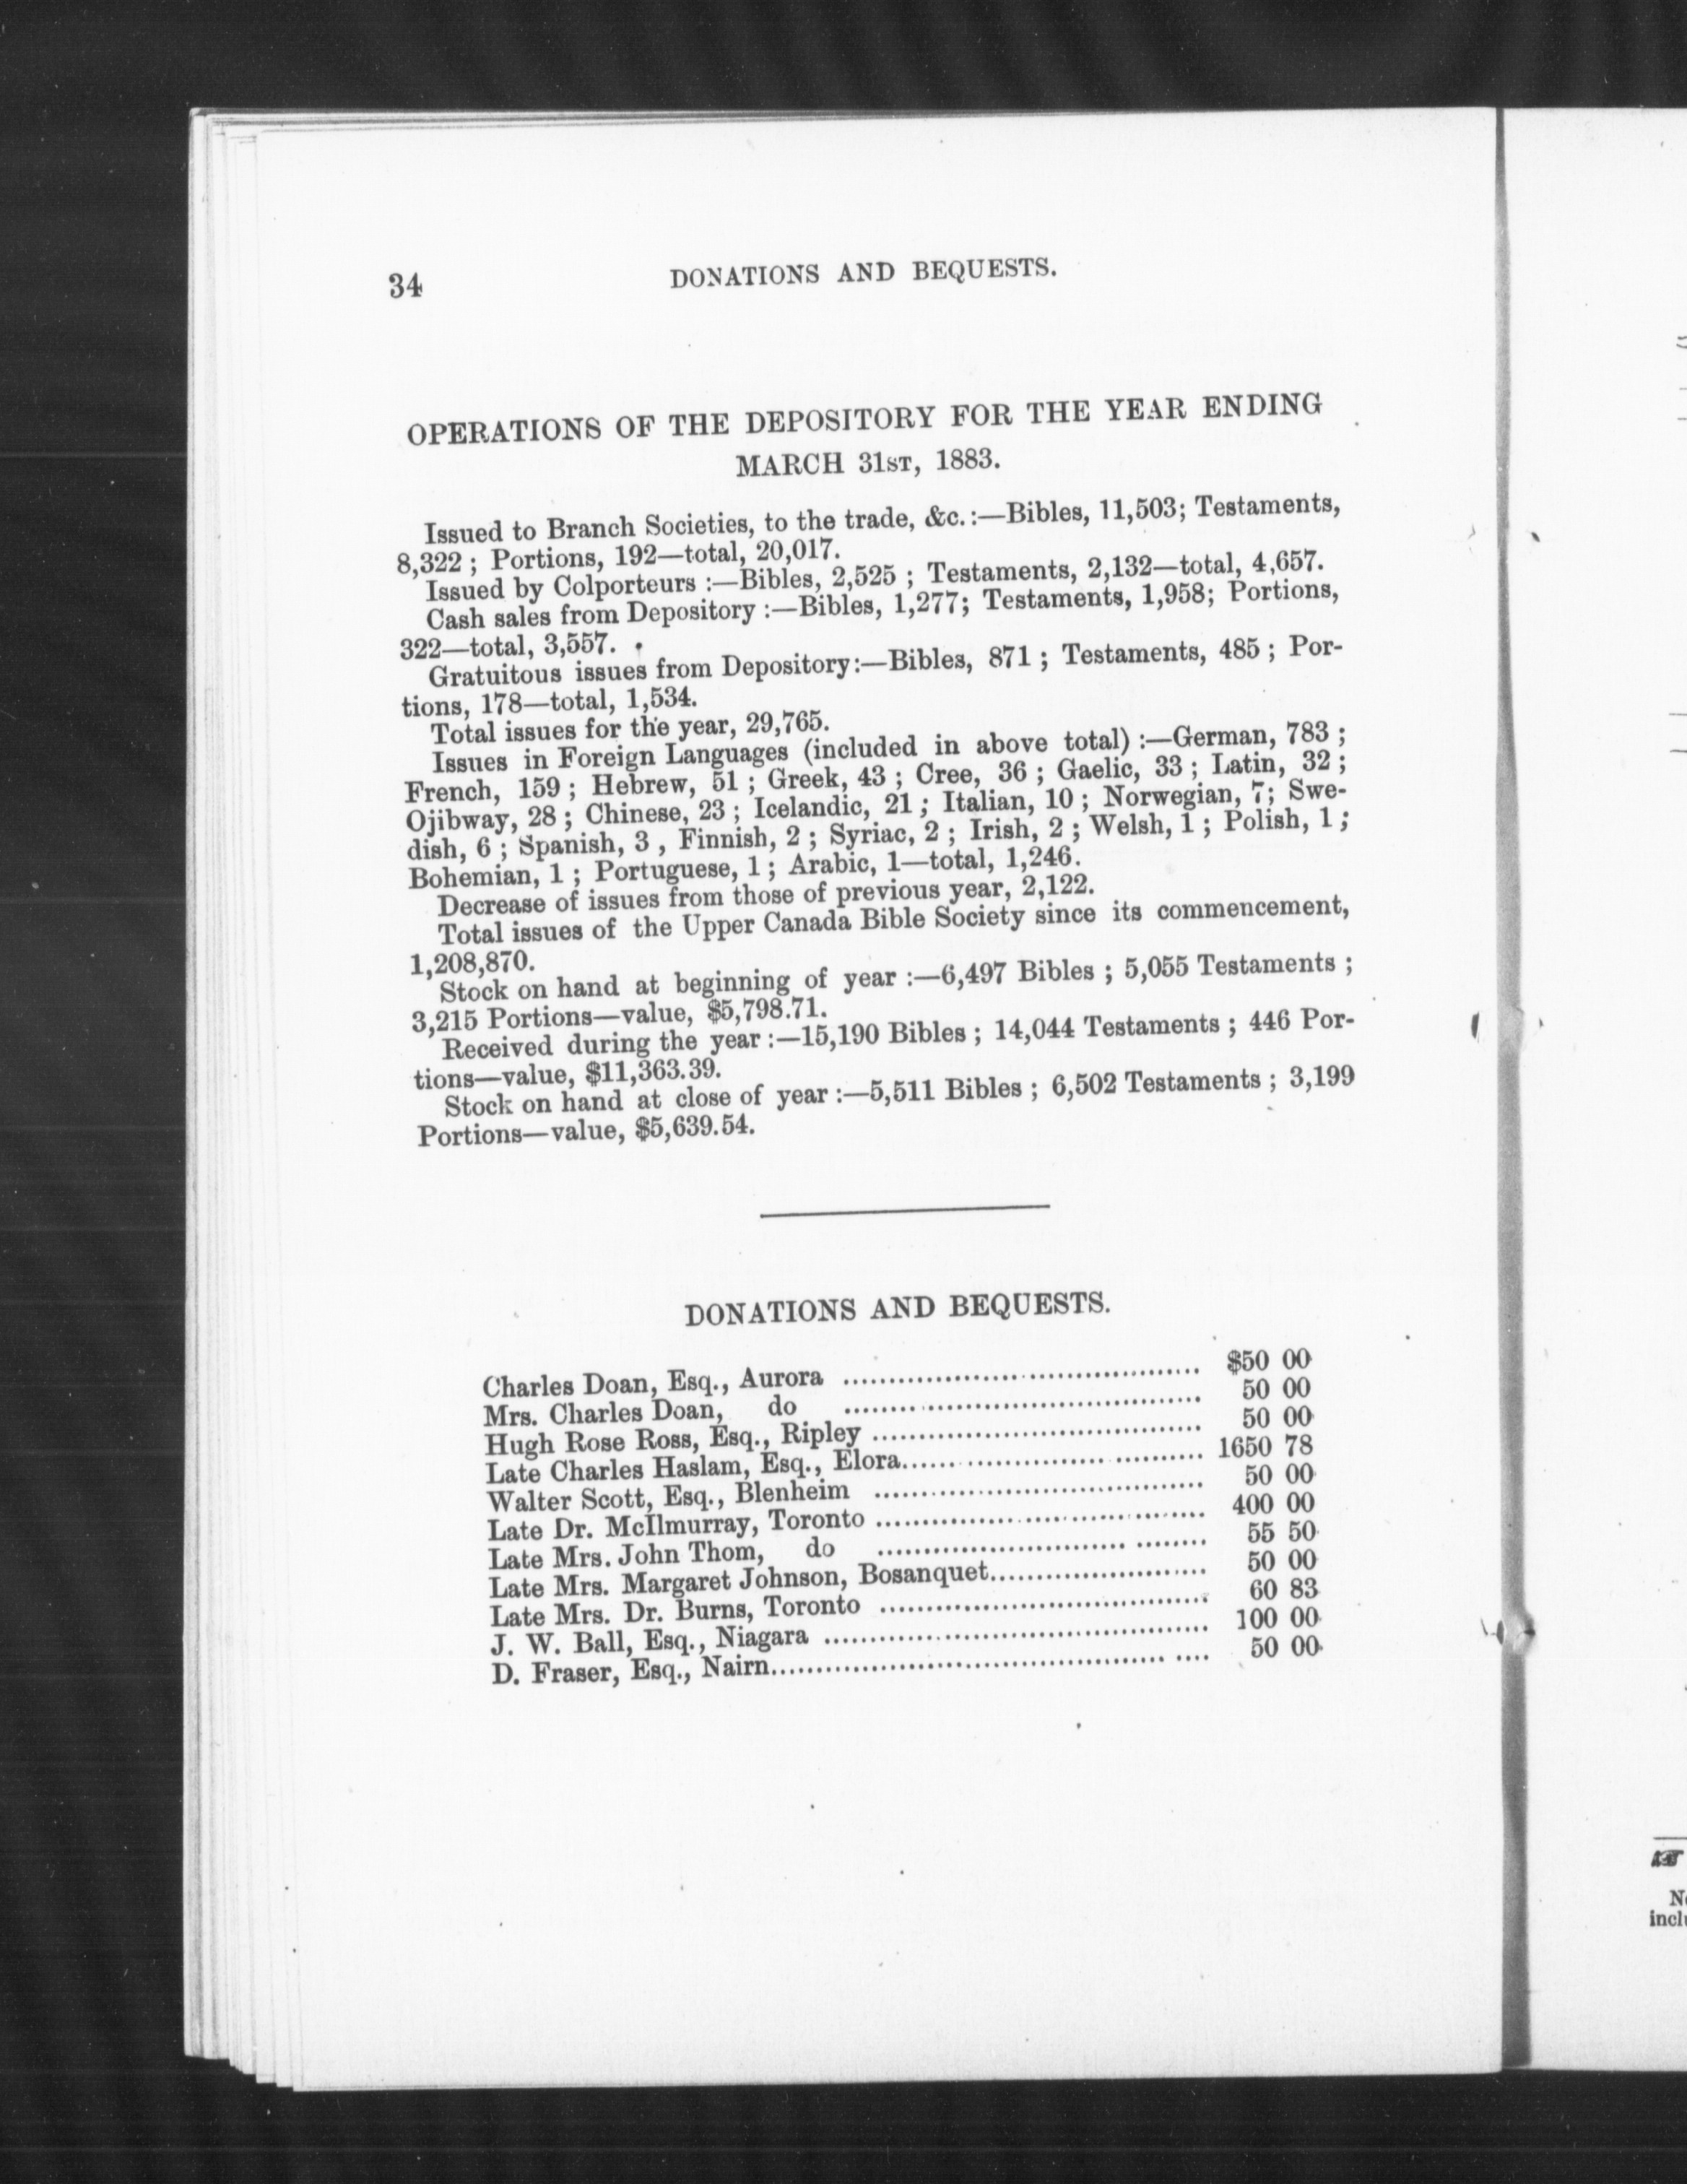 34
DONATIONS AND BEQUESTS.
OPERATIONS OF THE DEPOSITORY FOR THE YEAR ENDING
MARCH 31ST, 1883.
Issued to Branch Societies, to the trade, &c.:—Bibles, 11,503; Testaments,
8,322 ; Portions, 192—total, 20,017.
Issued by Colporteurs :—Bibles, 2,525 ; Testaments, 2,132—total, 4,657.
Cash sales from Depository :—Bibles, 1,277; Testaments, 1,958; Portions,
322—total, 3,557.
Gratuitous issues from Depository:—Bibles, 871 ; Testaments, 485 ; Por-
tions, 178—total, 1,534.
Total issues for the year, 29,765.
Issues in Foreign Languages (included in above total) :—German, 783 ;
French, 159 ; Hebrew, 51 ; Greek, 43 ; Cree, 36 ; Gaelic, 33 ; Latin, 32 ;
Ojibway, 28 ; Chinese, 23 ; Icelandic, 21 ; Italian, 10 ; Norwegian, 7; Swe-
dish, 6 ; Spanish, 3 , Finnish, 2 ; Syriac, 2 ; Irish, 2 ; Welsh, 1 ; Polish, 1 ;
Bohemian, 1 ; Portuguese, 1 ; Arabic, 1—total, 1,246.
Decrease of issues from those of previous year, 2,122.
Total issues of the Upper Canada Bible Society since its commencement,
1,208,870.
Stock on hand at beginning of year :—6,497 Bibles ; 5,055 Testaments ;
3,215 Portions—value, $5,798.71.
Received during the year :—15,190 Bibles ; 14,044 Testaments ; 446 Por-
tions—value, $11,363.39.
Stock on hand at close of year :—5,511 Bibles ; 6,502 Testaments ; 3,199
Portions—value, $5,639.54.
DONATIONS AND BEQUESTS.
Charles Doan, Esq., Aurora ........................................ $50 00
Mrs. Charles Doan, do ........................................ 50 00
Hugh Rose Ross, Esq., Ripley ..................................... 50 00
Late Charles Haslam, Esq., Elora.................................. 1650 78
Walter Scott, Esq., Blenheim ..................................... 50 00
Late Dr. McIlmurray, Toronto ..................................... 400 00
Late Mrs. John Thom, do ..................................... 55 50
Late Mrs. Margaret Johnson, Bosanquet........................ 50 00
Late Mrs. Dr. Burns, Toronto ..................................... 60 83
J. W. Ball, Esq., Niagara ........................................... 100 00
D. Fraser, Esq., Nairn................................................ 50 00
incl